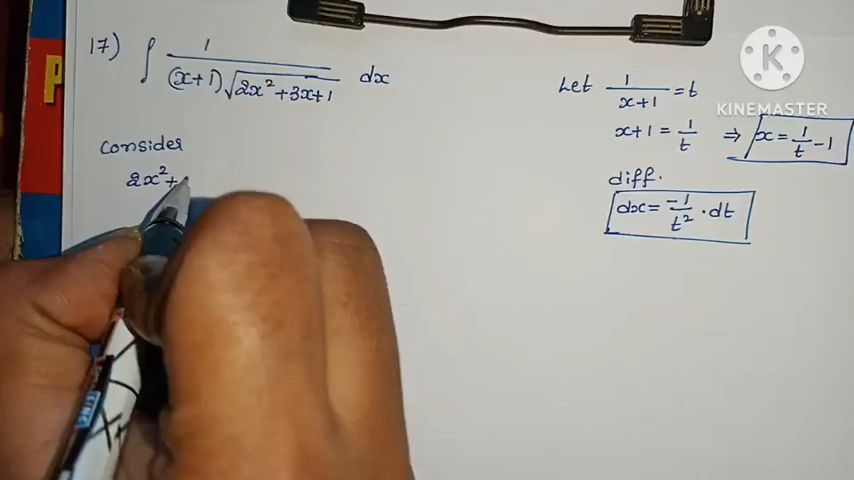 17) ∫ 1/((x+1)√(2x²+3x+1)) dx
Consider
2x²+
Let 1/(x+1) = t
x+1 = 1/t ⇒ x = 1/t - 1
diff.
dx = -1/t² . dt
K
KINEMASTER